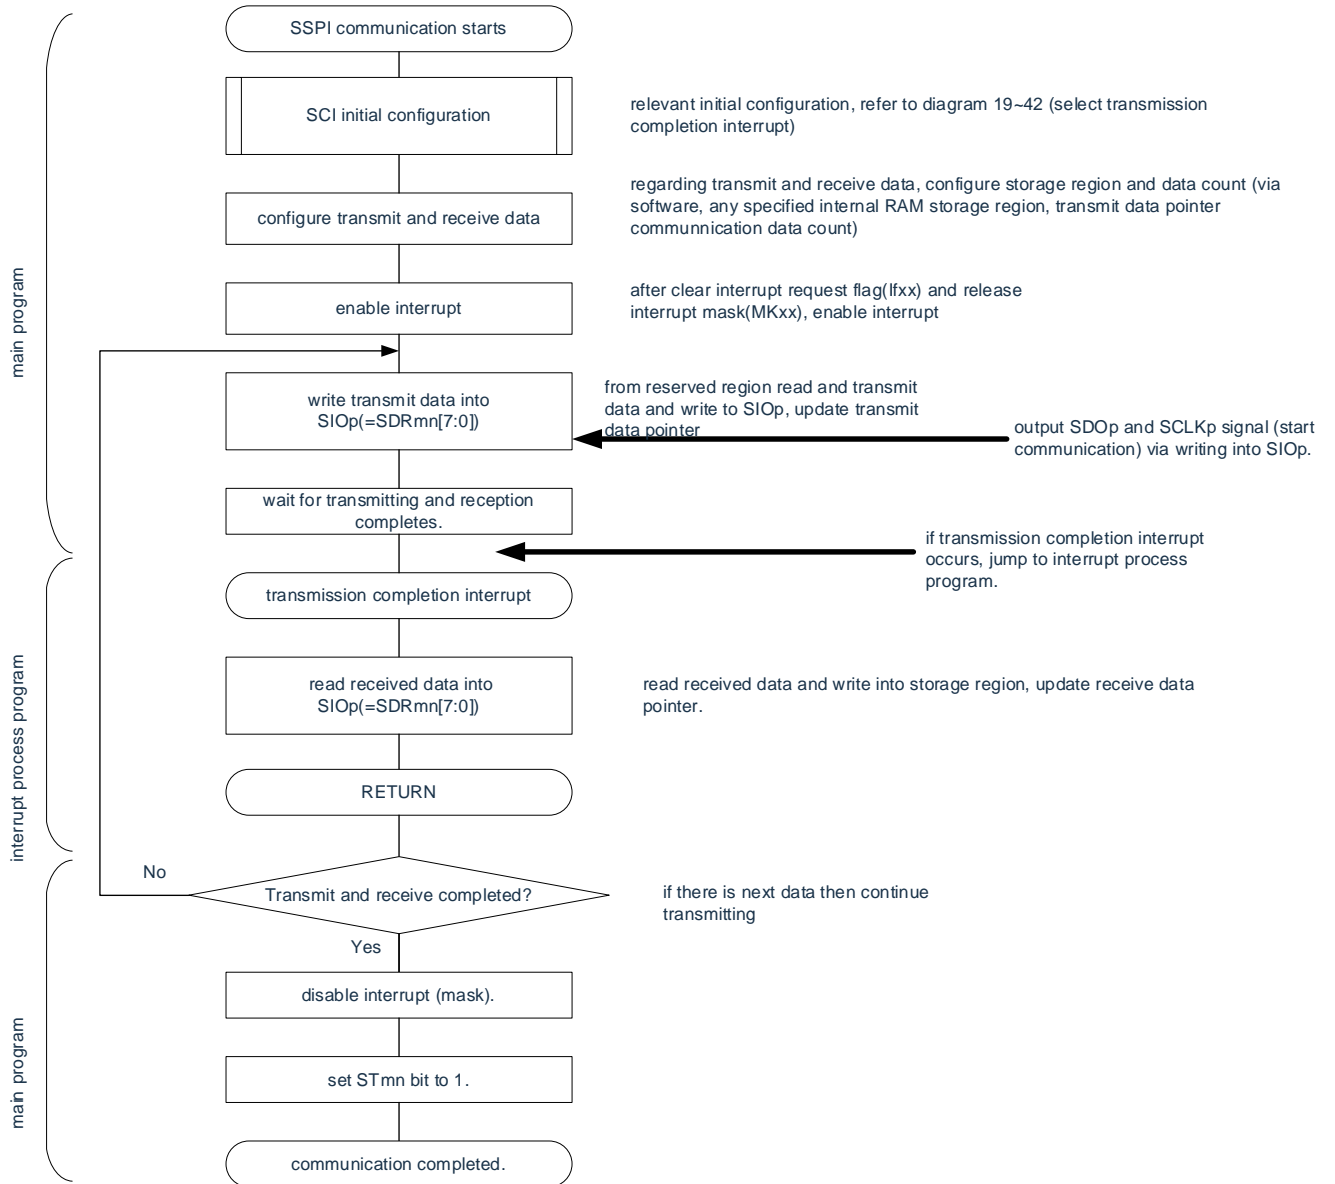 SSPI communication starts
SCI initial configuration
relevant initial configuration, refer to diagram 19~42 (select transmission
completion interrupt)
configure transmit and receive data
regarding transmit and receive data, configure storage region and data count (via
software, any specified internal RAM storage region, transmit data pointer
communnication data count)
main program
enable interrupt
after clear interrupt request flag(Ifxx) and release
interrupt mask(MKxx), enable interrupt
write transmit data into
SIOp(=SDRmn[7:0])
from reserved region read and transmit
data and write to SIOp, update transmit
data pointer
output SDOp and SCLKp signal (start
communication) via writing into SIOp.
wait for transmitting and reception
completes.
if transmission completion interrupt
occurs, jump to interrupt process
program.
transmission completion interrupt
interrupt process program
read received data into
SIOp(=SDRmn[7:0])
read received data and write into storage region, update receive data
pointer.
RETURN
No
Transmit and receive completed?
if there is next data then continue
transmitting
Yes
disable interrupt (mask).
main program
set STmn bit to 1.
communication completed.